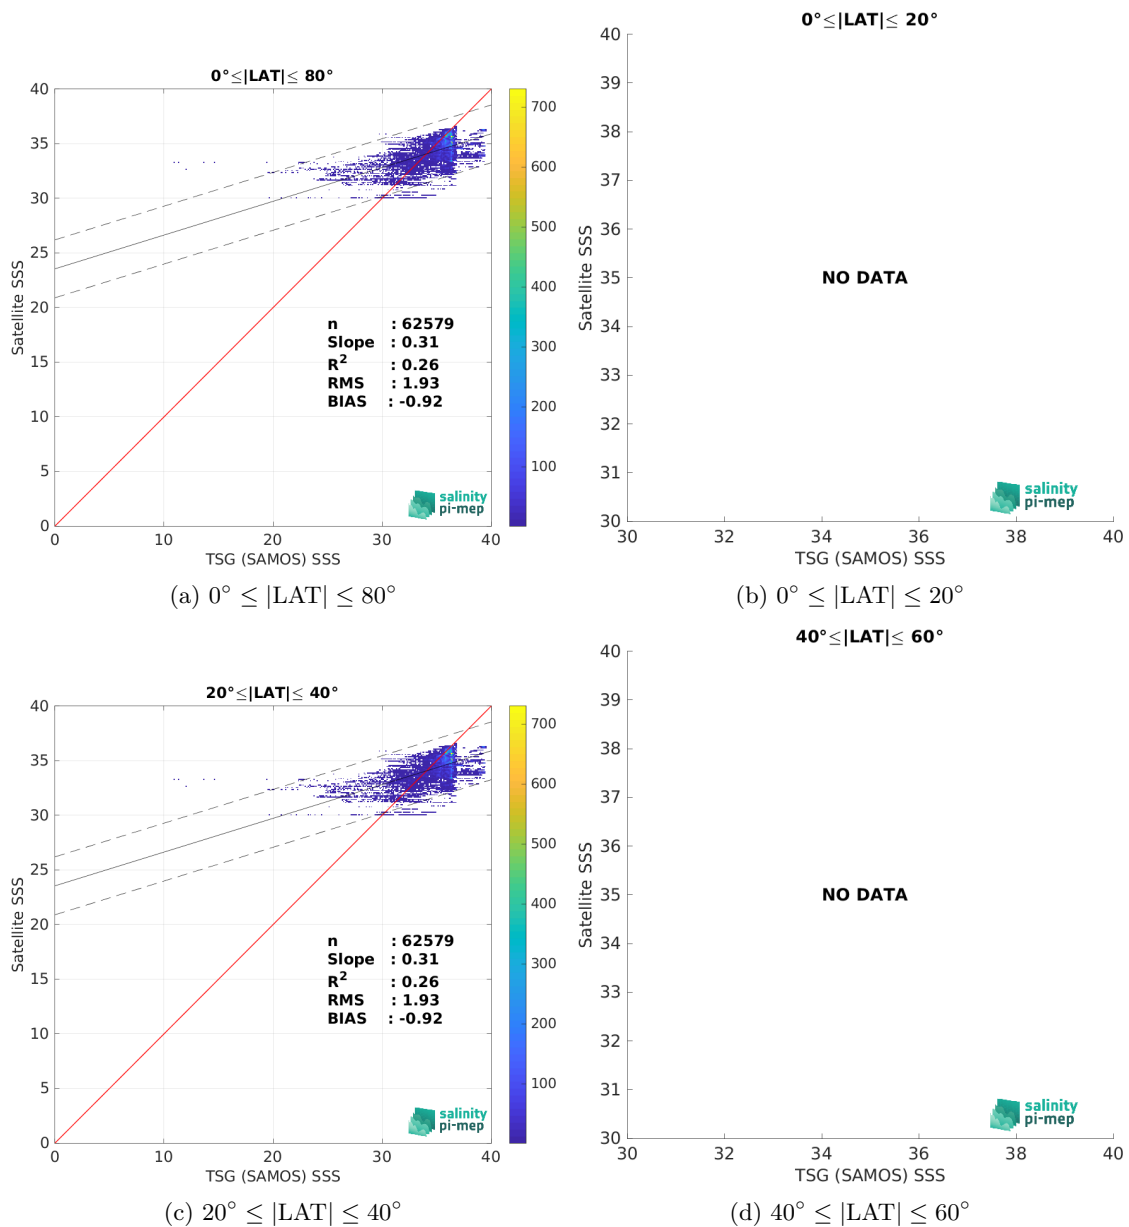 0°≤|LAT|≤ 80°
40
35
30
25
20
15
10
5
0
Satellite SSS
n : 62579
Slope : 0.31
R² : 0.26
RMS : 1.93
BIAS : -0.92
salinity
pi-mep
0 10 20 30 40
TSG (SAMOS) SSS
700
600
500
400
300
200
100
(a) 0° ≤ |LAT| ≤ 80°
0°≤|LAT|≤ 20°
40
39
38
37
36
35
34
33
32
31
30
Satellite SSS
NO DATA
salinity
pi-mep
30 32 34 36 38 40
TSG (SAMOS) SSS
(b) 0° ≤ |LAT| ≤ 20°
20°≤|LAT|≤ 40°
40
35
30
25
20
15
10
5
0
Satellite SSS
n : 62579
Slope : 0.31
R² : 0.26
RMS : 1.93
BIAS : -0.92
salinity
pi-mep
0 10 20 30 40
TSG (SAMOS) SSS
700
600
500
400
300
200
100
(c) 20° ≤ |LAT| ≤ 40°
40°≤|LAT|≤ 60°
40
39
38
37
36
35
34
33
32
31
30
Satellite SSS
NO DATA
salinity
pi-mep
30 32 34 36 38 40
TSG (SAMOS) SSS
(d) 40° ≤ |LAT| ≤ 60°